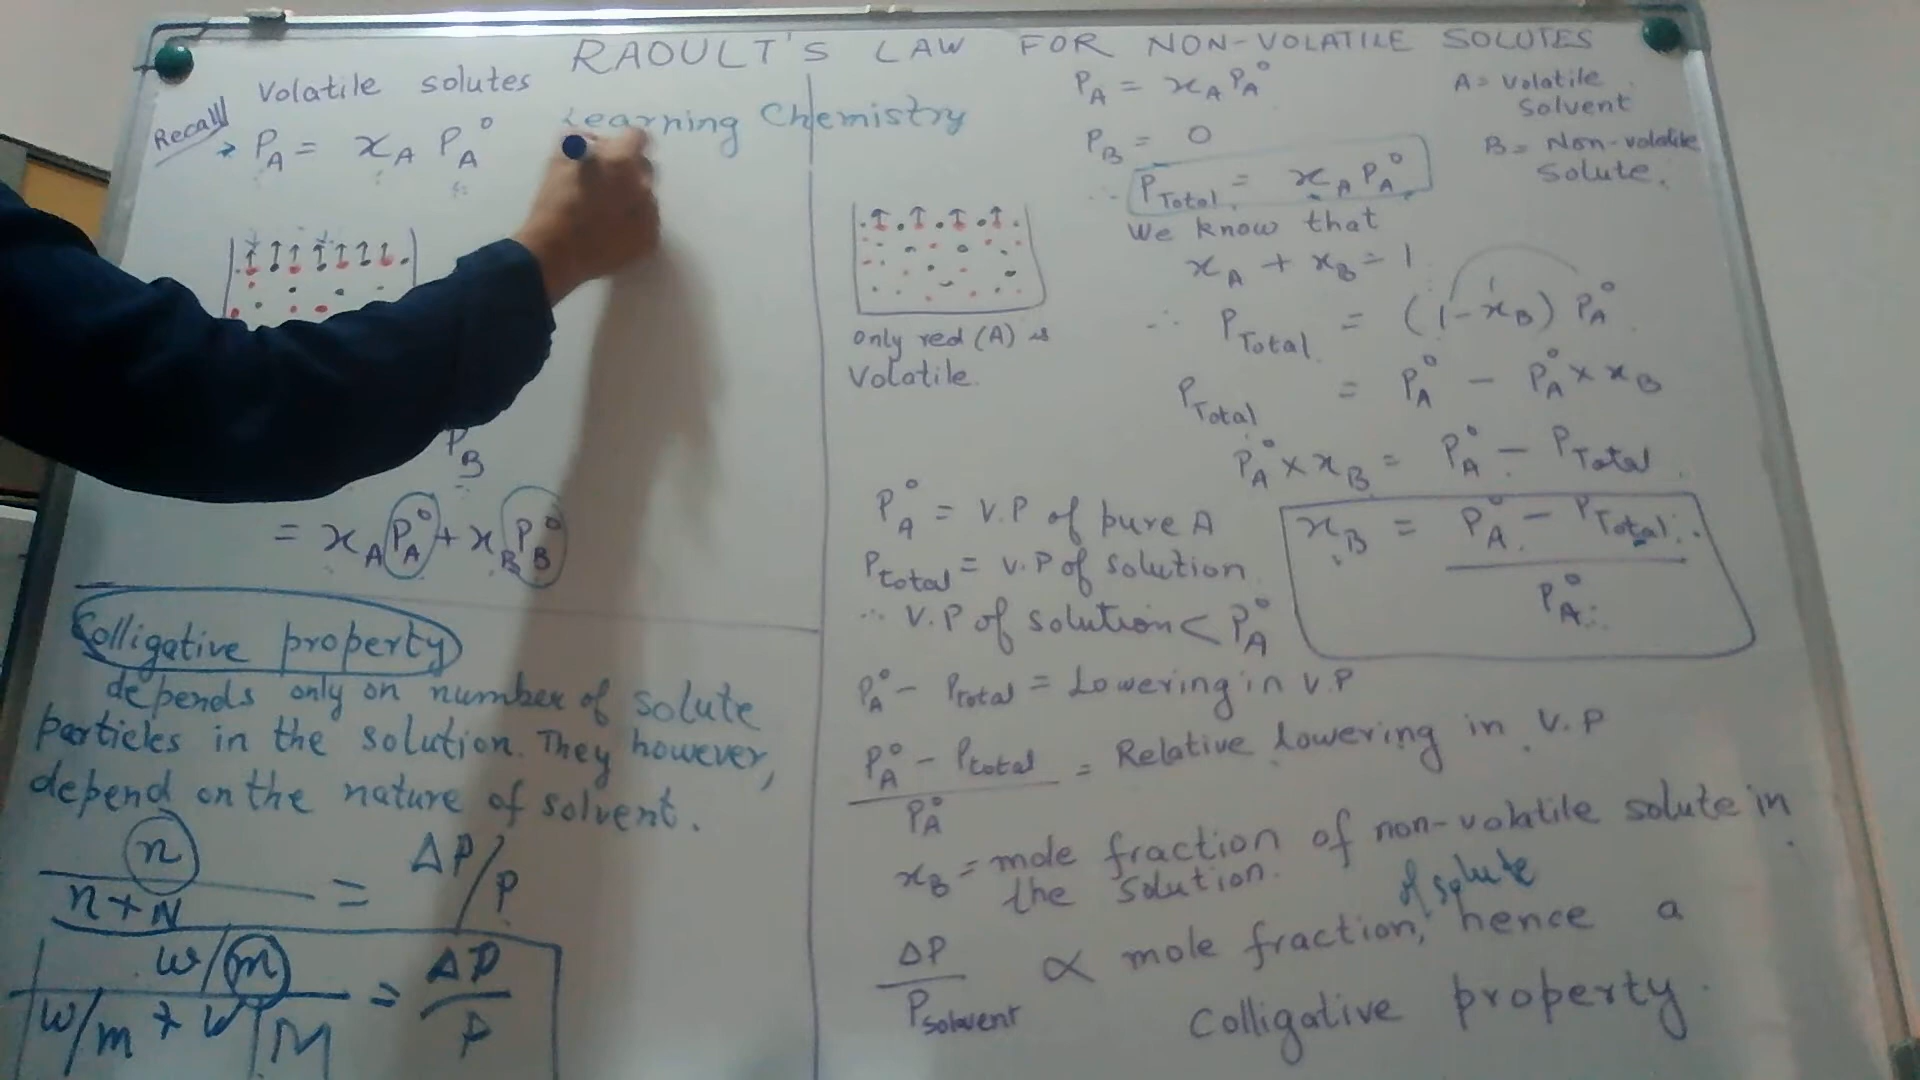 RAOULT'S LAW FOR NON-VOLATILE SOLUTES
Learning Chemistry
Recall
Volatile solutes
P_A = x_A P_A°
P_B
= x_A P_A° + x_B P_B°
Colligative property
depends only on number of solute
particles in the solution. They however,
depend on the nature of solvent.
n / n+N = ΔP/P
w/m / w/m + W/M = ΔP/P
P_A = x_A P_A°
P_B = 0
∴ P_Total = x_A P_A°
A = Volatile
Solvent
B = Non-volatile
Solute.
We know that
x_A + x_B = 1
∴ P_Total = (1-x_B) P_A°
P_Total = P_A° - P_A° × x_B
P_A° × x_B = P_A° - P_Total
x_B = P_A° - P_Total / P_A°
only red (A) is
Volatile.
P_A° = V.P of pure A
P_total = V.P of solution
∴ V.P of solution < P_A°
P_A° - P_total = Lowering in V.P
P_A° - P_total / P_A° = Relative Lowering in V.P
x_B = mole fraction of non-volatile solute in
the solution.
of solute
ΔP / P_solvent ∝ mole fraction, hence a
Colligative property.